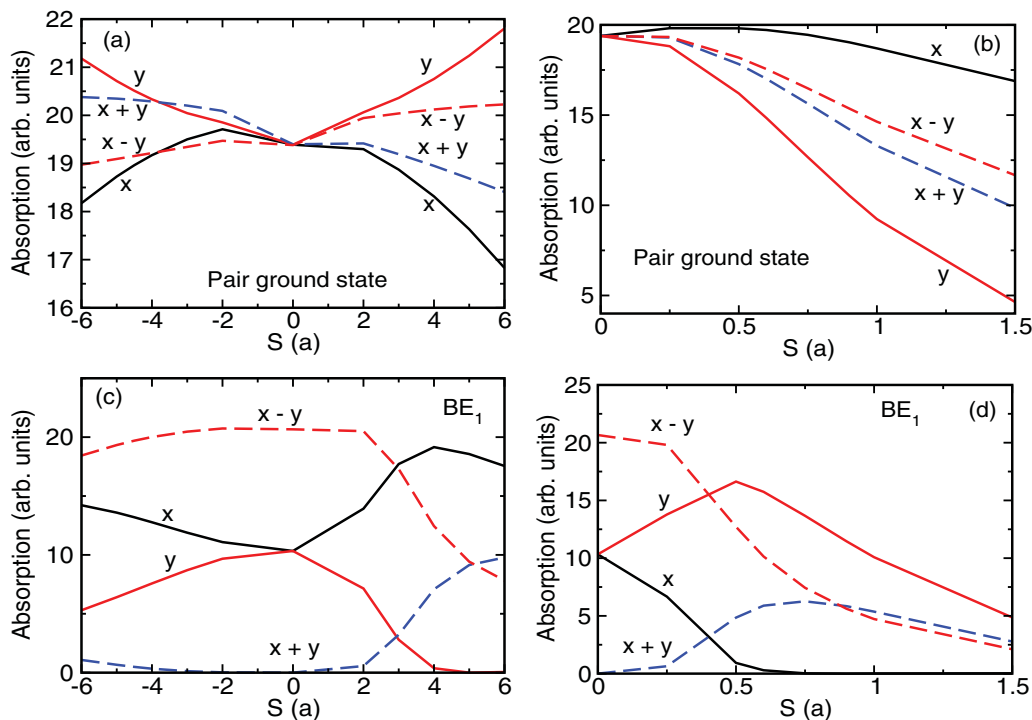 (a)
Absorption (arb. units)
22
21
20
19
18
17
16
y
x + y
x - y
x
y
x - y
x + y
x
Pair ground state
-6 -4 -2 0 2 4 6
S (a)
(b)
Absorption (arb. units)
20
15
10
5
x
x - y
x + y
y
Pair ground state
0 0.5 1 1.5
S (a)
(c)
BE1
Absorption (arb. units)
20
10
0
x - y
x
y
x + y
-6 -4 -2 0 2 4 6
S (a)
(d)
BE1
Absorption (arb. units)
25
20
15
10
5
0
x - y
y
x
x + y
0 0.5 1 1.5
S (a)